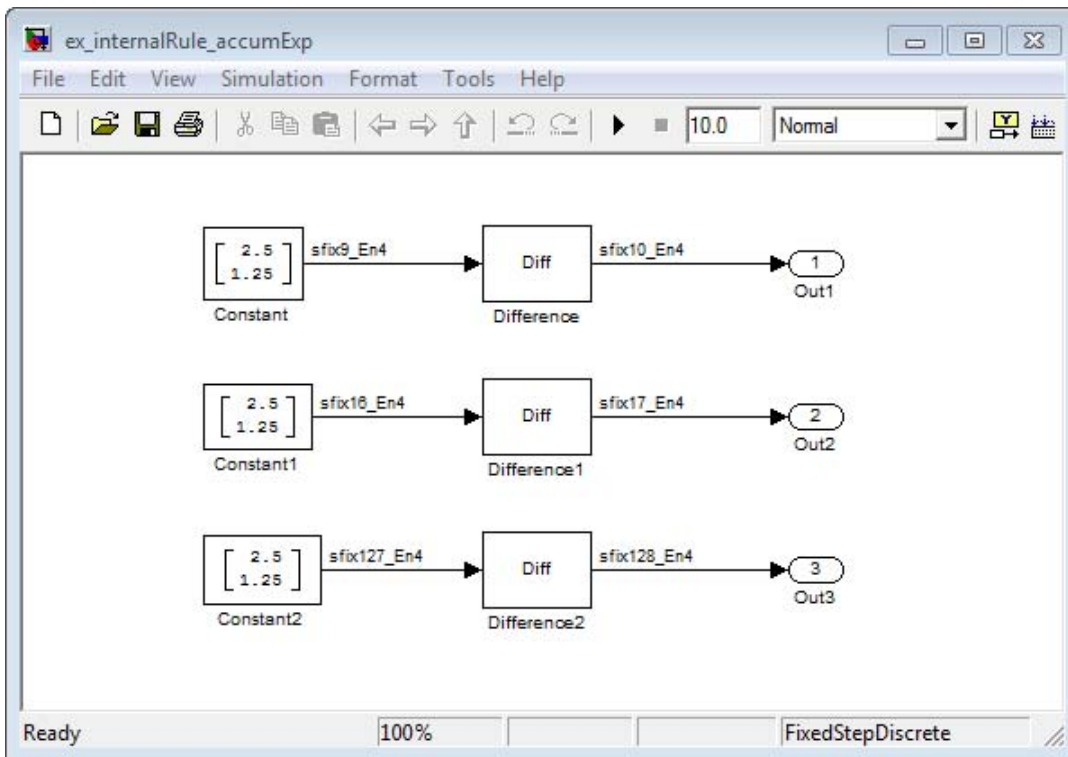 ex_internalRule_accumExp
File Edit View Simulation Format Tools Help
10.0 Normal
2.5
1.25
sfix9_En4
Diff
sfix10_En4
1
Constant
Difference
Out1
2.5
1.25
sfix16_En4
Diff
sfix17_En4
2
Constant1
Difference1
Out2
2.5
1.25
sfix127_En4
Diff
sfix128_En4
3
Constant2
Difference2
Out3
Ready 100% FixedStepDiscrete